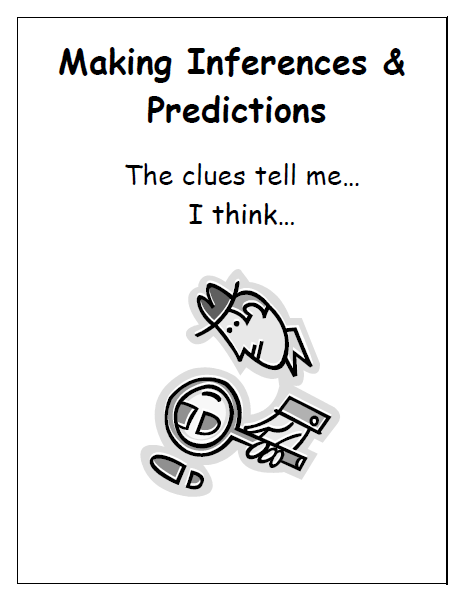 Making Inferences &
Predictions
The clues tell me...
I think...